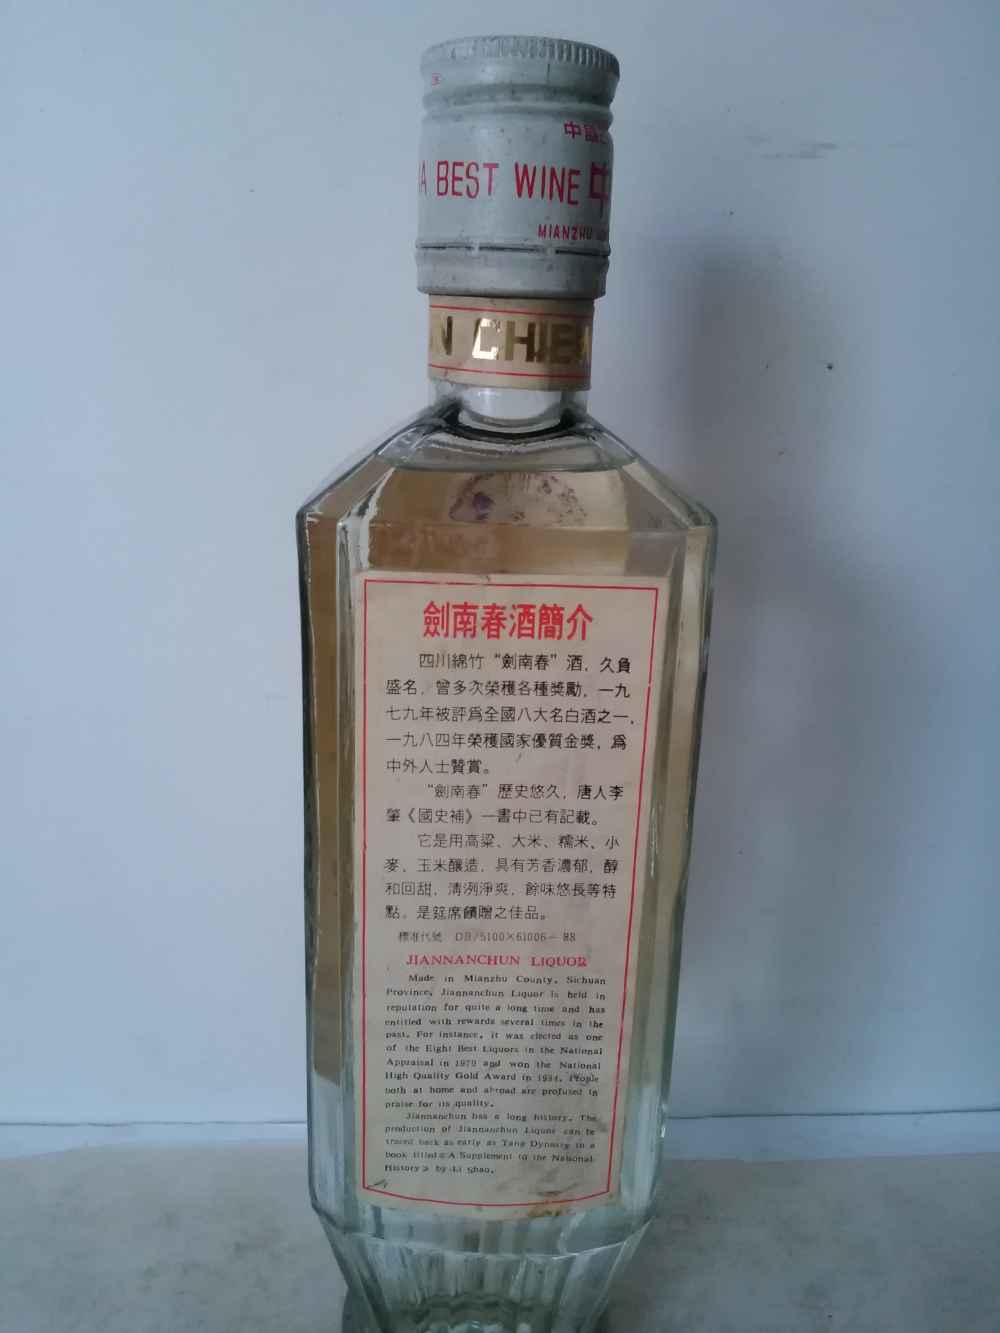 中國
A BEST WINE 中
MIANZHU
N CHIEN
劍南春酒簡介
四川綿竹“劍南春”酒，久負
盛名，曾多次榮穫各種獎勵，一九
七九年被評爲全國八大名白酒之一，
一九八四年榮穫國家優質金獎，爲
中外人士贊賞。
“劍南春”歷史悠久，唐人李
肇《國史補》一書中已有記載。
它是用高粱、大米、糯米、小
麥、玉米釀造，具有芳香濃郁，醇
和回甜，清洌淨爽，餘味悠長等特
點，是筵席饋贈之佳品。
標准代號 DB/5100×61006－88
JIANNANCHUN LIQUOR
Made in Mianzhu County, Sichuan
Province, Jiannanchun Liquor is held in
reputation for quite a long time and has
entitled with rewards several times in the
past. For instance, it was elected as one
of the Eight Best Liquors in the National
Appraisal in 1979 and won the National
High Quality Gold Award in 1984. People
both at home and abroad are profused in
praise for its quality.
Jiannanchun has a long history. The
production of Jiannanchun Liquor can be
traced back as early as Tang Dynasty in a
book titled《A Supplement to the National
History》by Li Shao.